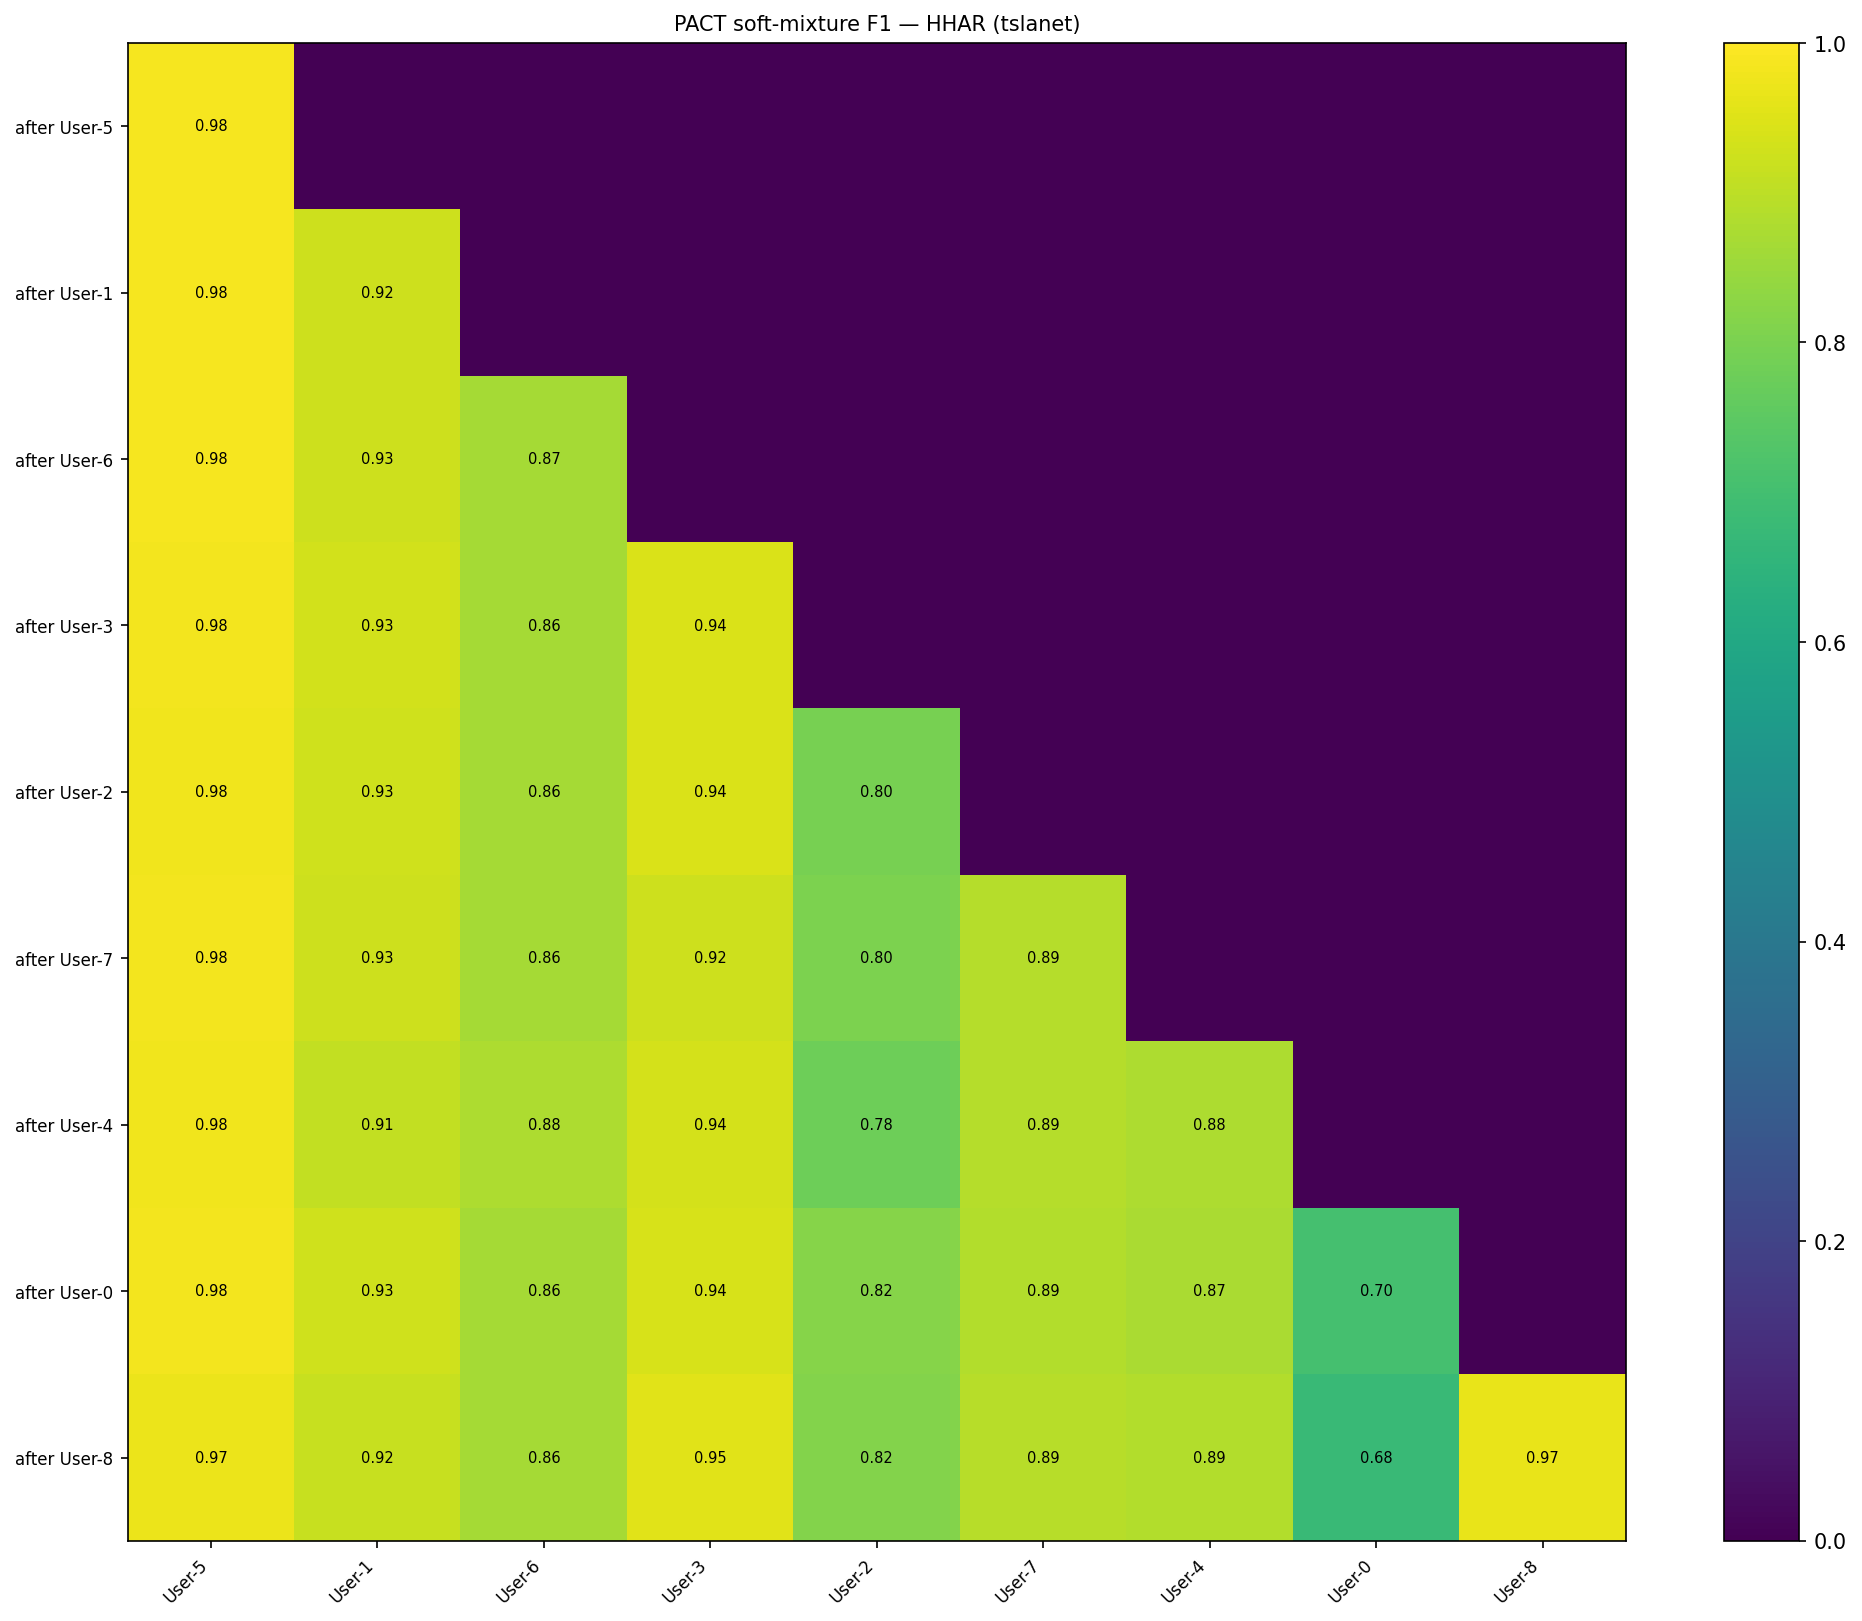 PACT soft-mixture F1 — HHAR (tslanet)
1.0
after User-5 0.98
after User-1 0.98 0.92
0.8
after User-6 0.98 0.93 0.87
after User-3 0.98 0.93 0.86 0.94
0.6
after User-2 0.98 0.93 0.86 0.94 0.80
after User-7 0.98 0.93 0.86 0.92 0.80 0.89
0.4
after User-4 0.98 0.91 0.88 0.94 0.78 0.89 0.88
0.2
after User-0 0.98 0.93 0.86 0.94 0.82 0.89 0.87 0.70
after User-8 0.97 0.92 0.86 0.95 0.82 0.89 0.89 0.68 0.97
0.0
User-5 User-1 User-6 User-3 User-2 User-7 User-4 User-0 User-8